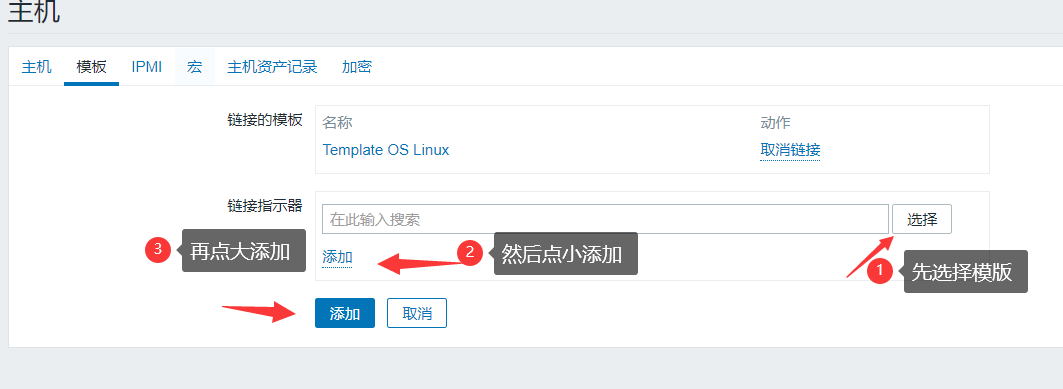 主机
主机 模板 IPMI 宏 主机资产记录 加密
链接的模板
名称 动作
Template OS Linux 取消链接
链接指示器
在此输入搜索 选择
3 再点大添加
添加
2 然后点小添加
1 先选择模版
添加 取消